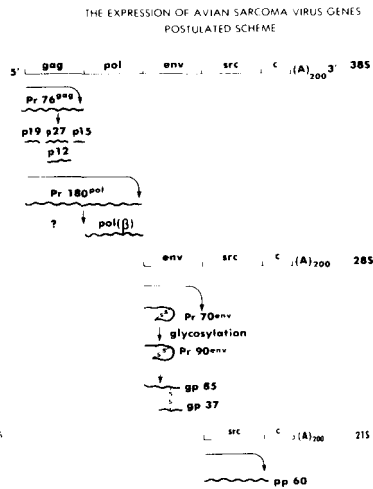 THE EXPRESSION OF AVIAN SARCOMA VIRUS GENES
POSTULATED SCHEME
5' gag pol env src c (A)200 3' 38S
Pr 76gag
p19 p27 p15
p12
Pr 180pol
? pol(β)
env src c (A)200 28S
Pr 70env
glycosylation
Pr 90env
gp 85
S
S
gp 37
src c (A)200 21S
pp 60